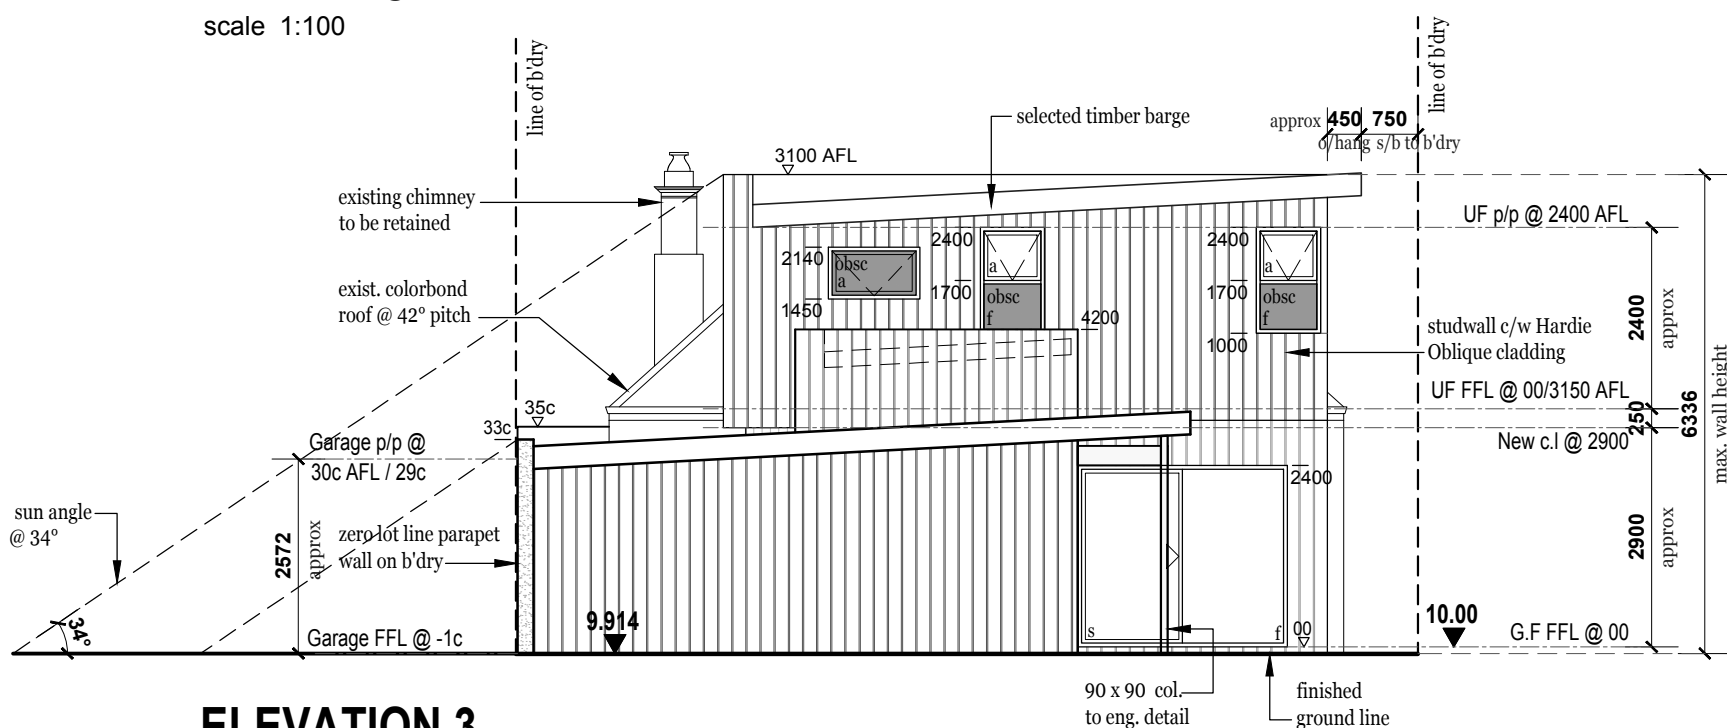 scale 1:100
line of b'dry
line of b'dry
selected timber barge
approx 450 750
o/hang s/b to b'dry
3100 AFL
existing chimney
to be retained
UF p/p @ 2400 AFL
2400
2400
2140
obsc
a
a
a
1700
1700
obsc
f
obsc
f
1450
4200
exist. colorbond
roof @ 42º pitch
1000
studwall c/w Hardie
Oblique cladding
2400
approx
UF FFL @ 00/3150 AFL
250
6336
max. wall height
35c
33c
Garage p/p @
30c AFL / 29c
New c.l @ 2900
2400
sun angle
@ 34º
2572
approx
zero lot line parapet
wall on b'dry
2900
approx
34º
Garage FFL @ -1c
9.914
s
f
00
10.00
G.F FFL @ 00
90 x 90 col.
to eng. detail
finished
ground line
ELEVATION 3